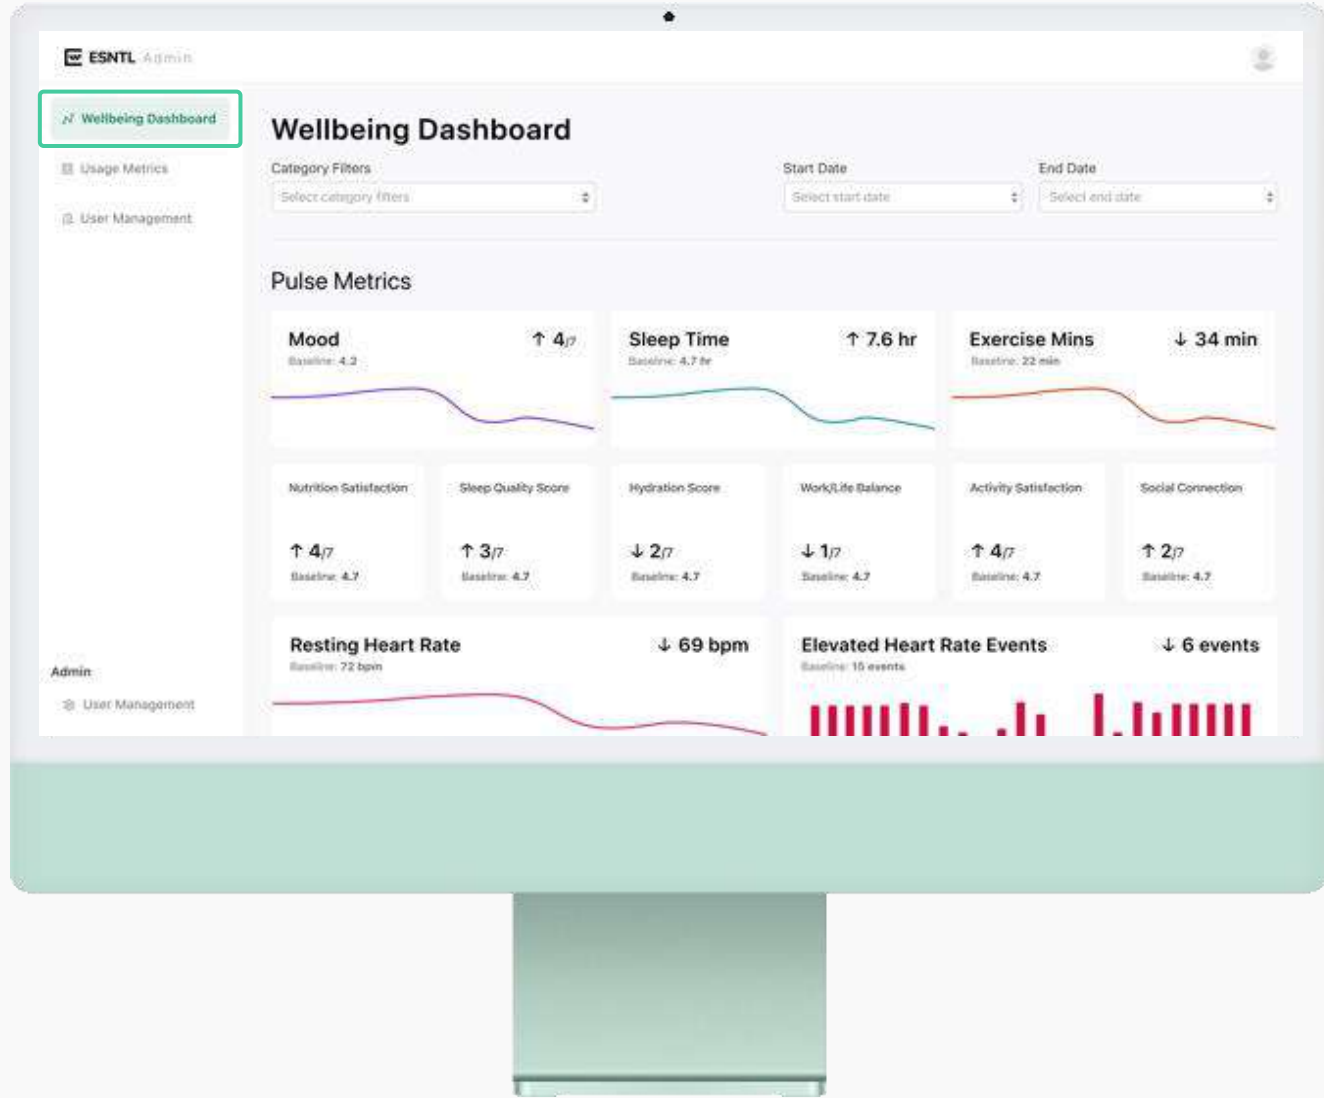 ESNTL Admin
Wellbeing Dashboard
Usage Metrics
User Management
Admin
User Management
Wellbeing Dashboard
Category Filters
Select category filters
Start Date
Select start date
End Date
Select end date
Pulse Metrics
Mood ↑ 4/7
Baseline: 4.2
Sleep Time ↑ 7.6 hr
Baseline: 4.7 hr
Exercise Mins ↓ 34 min
Baseline: 22 min
Nutrition Satisfaction
↑ 4/7
Baseline: 4.7
Sleep Quality Score
↑ 3/7
Baseline: 4.7
Hydration Score
↓ 2/7
Baseline: 4.7
Work/Life Balance
↓ 1/7
Baseline: 4.7
Activity Satisfaction
↑ 4/7
Baseline: 4.7
Social Connection
↑ 2/7
Baseline: 4.7
Resting Heart Rate ↓ 69 bpm
Baseline: 72 bpm
Elevated Heart Rate Events ↓ 6 events
Baseline: 15 events